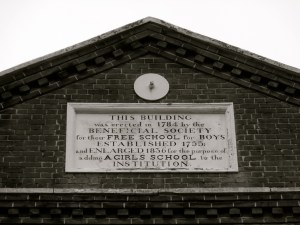 THIS BUILDING
was erected in 1784 by the
BENEFICIAL SOCIETY
for their FREE SCHOOL for BOYS
ESTABLISHED 1755
and ENLARGED 1836 for the purpose of
adding A GIRLS SCHOOL to the
INSTITUTION.